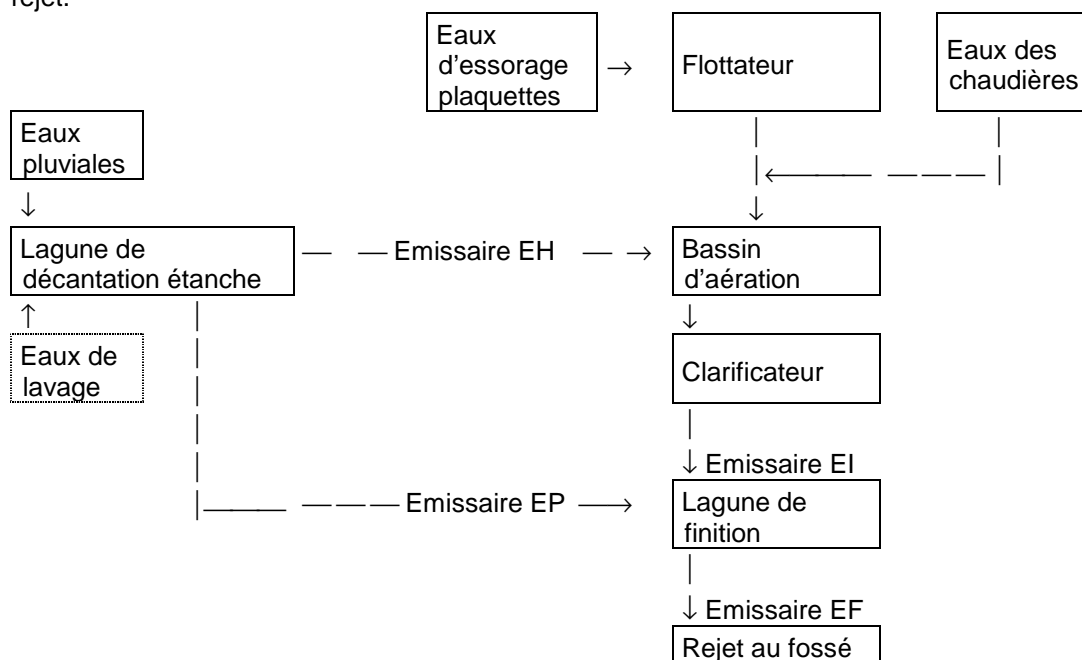 rejet.
Eaux
d'essorage
plaquettes
Flottateur
Eaux des
chaudières
Eaux
pluviales
Lagune de
décantation étanche
Emissaire EH
Bassin
d'aération
Eaux de
lavage
Clarificateur
Emissaire EI
Emissaire EP
Lagune de
finition
Emissaire EF
Rejet au fossé